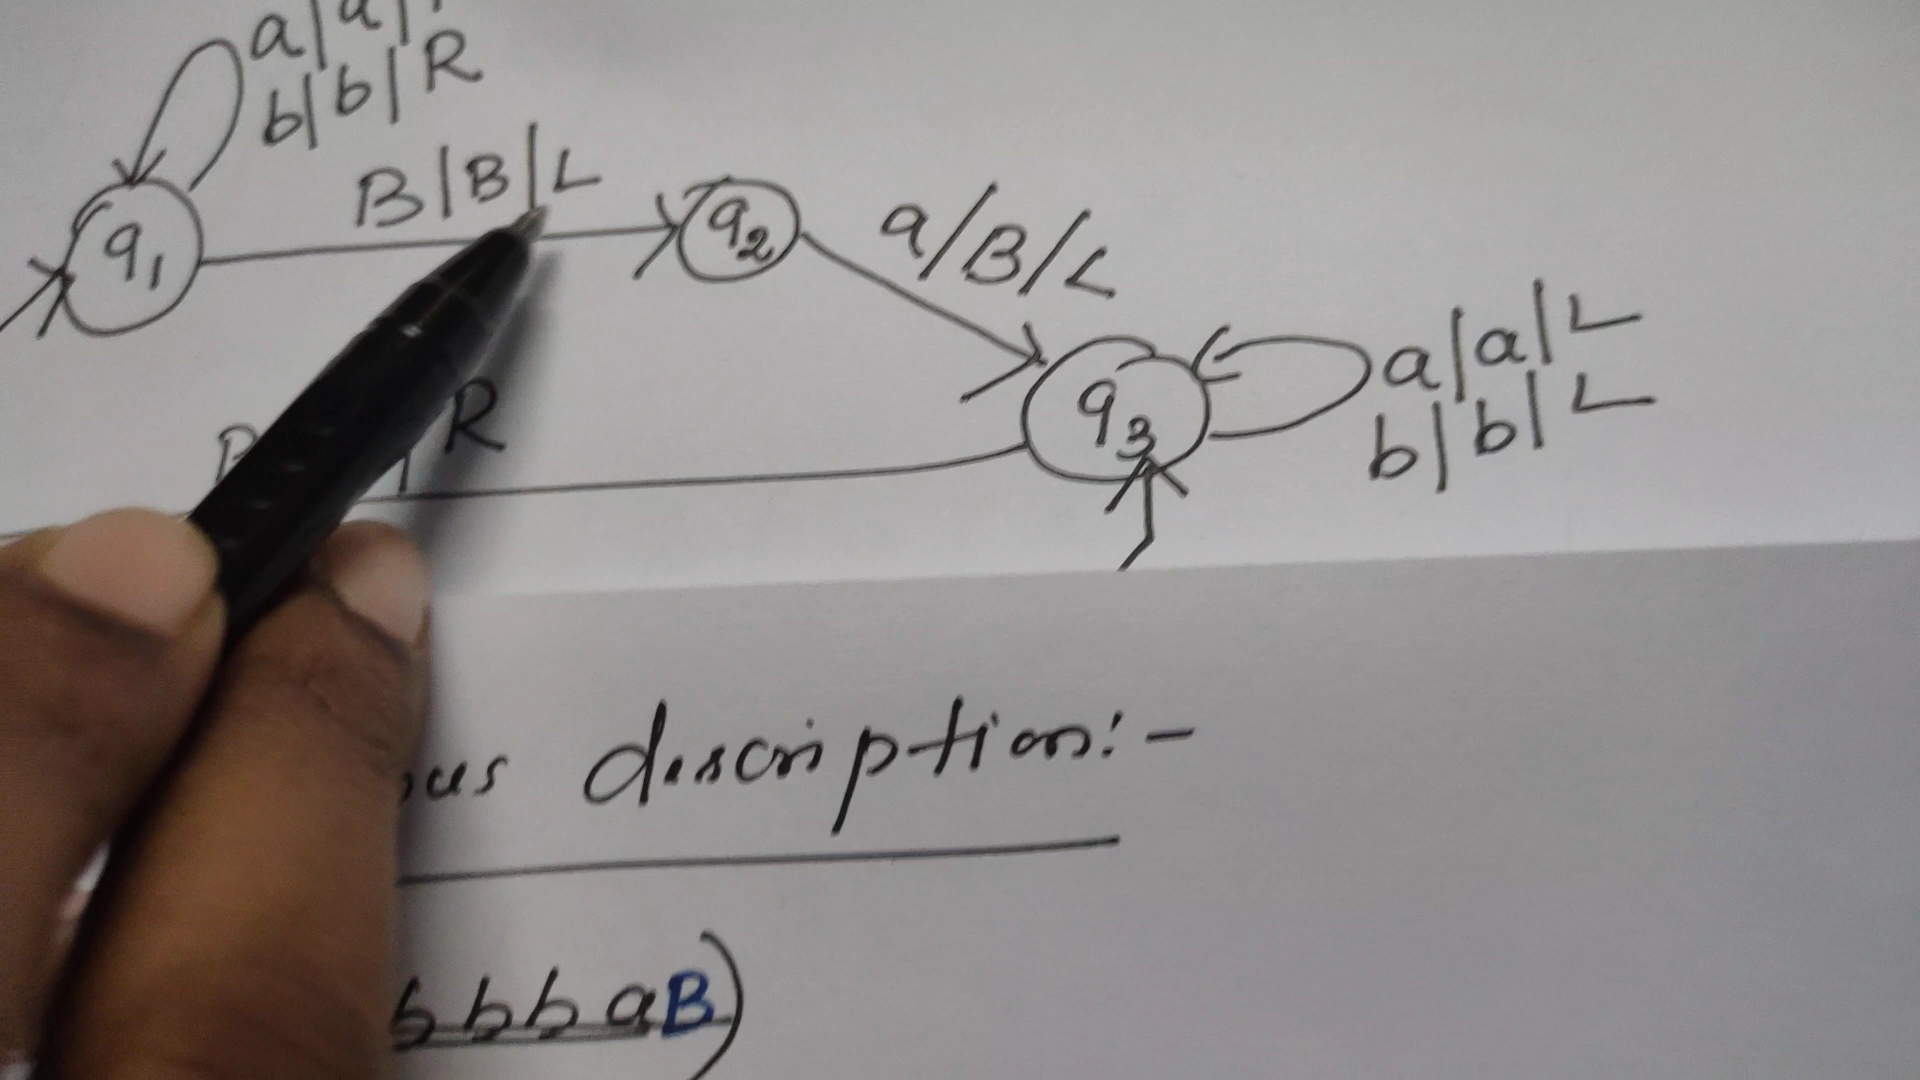 a|a|
b|b|R
B|B|L
q1
q2
a/B/L
a|a|L
b|b|L
q3
R
description:-
bbbaB)